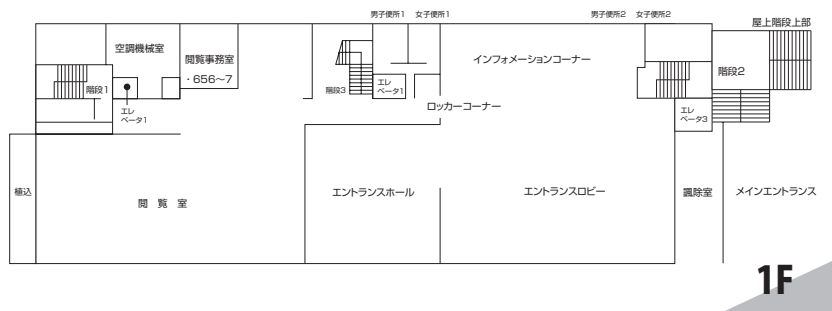 男子便所1 女子便所1
男子便所2 女子便所2
屋上階段上部
空調機械室
閲覧事務室
・656〜7
インフォメーションコーナー
階段1
階段3
エレ
ベータ1
階段2
エレ
ベータ1
ロッカーコーナー
エレ
ベータ3
植込
閲 覧 室
エントランスホール
エントランスロビー
風除室
メインエントランス
1F